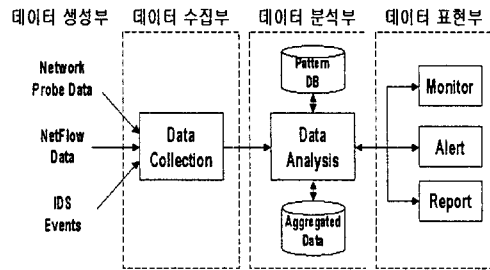 데이터 생성부
데이터 수집부
데이터 분석부
데이터 표현부
Network
Probe Data
NetFlow
Data
IDS
Events
Data
Collection
Pattern
DB
Data
Analysis
Aggregated
Data
Monitor
Alert
Report